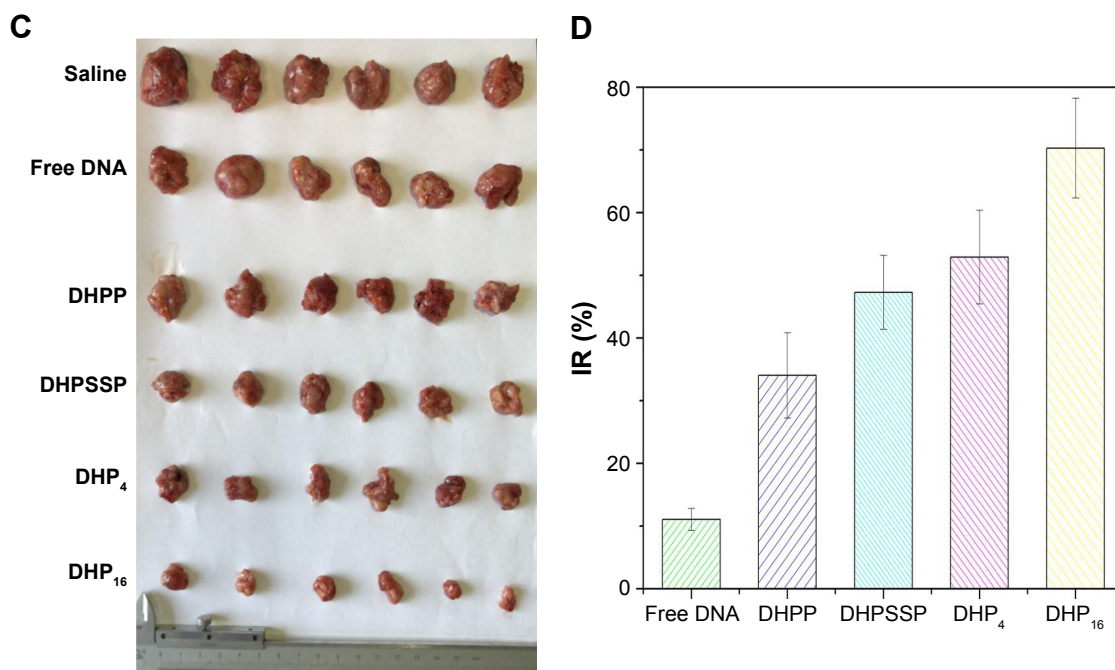 C
Saline
Free DNA
DHPP
DHPSSP
DHP₄
DHP₁₆
D
80
60
40
20
0
IR (%)
Free DNA DHPP DHPSSP DHP₄ DHP₁₆